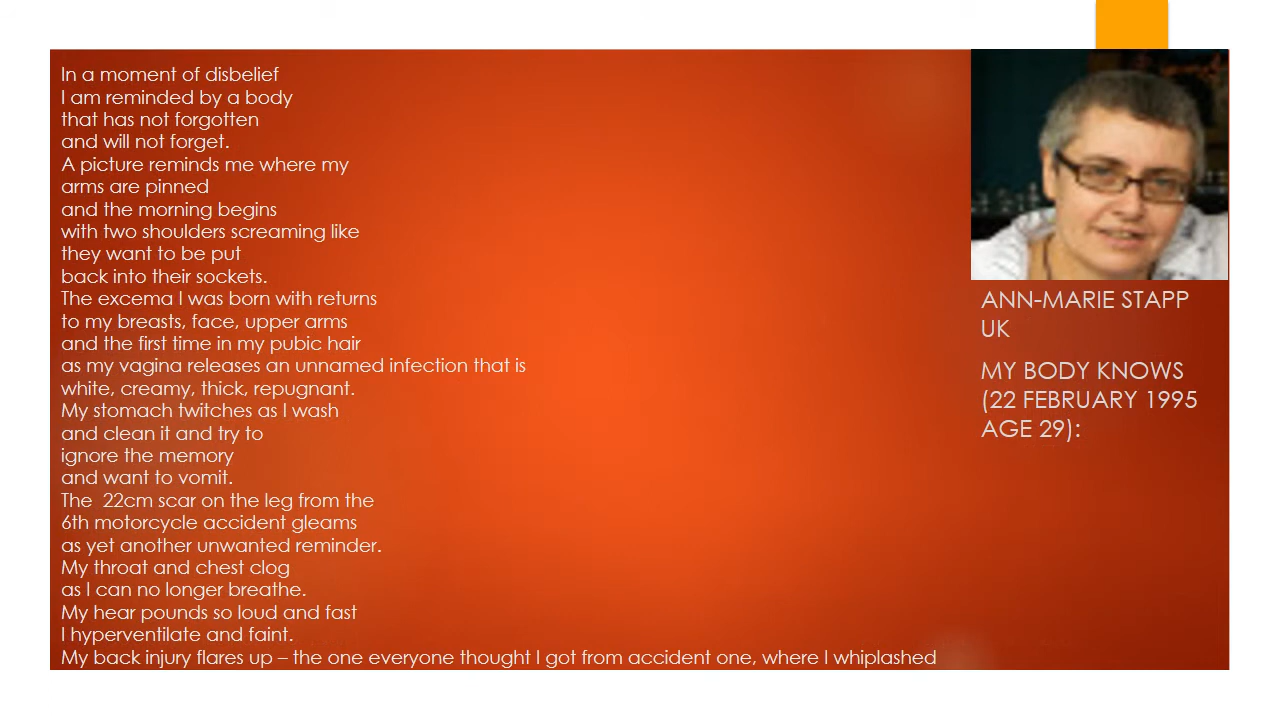 In a moment of disbelief
I am reminded by a body
that has not forgotten
and will not forget.
A picture reminds me where my
arms are pinned
and the morning begins
with two shoulders screaming like
they want to be put
back into their sockets.
The excema I was born with returns
to my breasts, face, upper arms
and the first time in my pubic hair
as my vagina releases an unnamed infection that is
white, creamy, thick, repugnant.
My stomach twitches as I wash
and clean it and try to
ignore the memory
and want to vomit.
The  22cm scar on the leg from the
6th motorcycle accident gleams
as yet another unwanted reminder.
My throat and chest clog
as I can no longer breathe.
My hear pounds so loud and fast
I hyperventilate and faint.
My back injury flares up – the one everyone thought I got from accident one, where I whiplashed
ANN-MARIE STAPP
UK
MY BODY KNOWS
(22 FEBRUARY 1995
AGE 29):